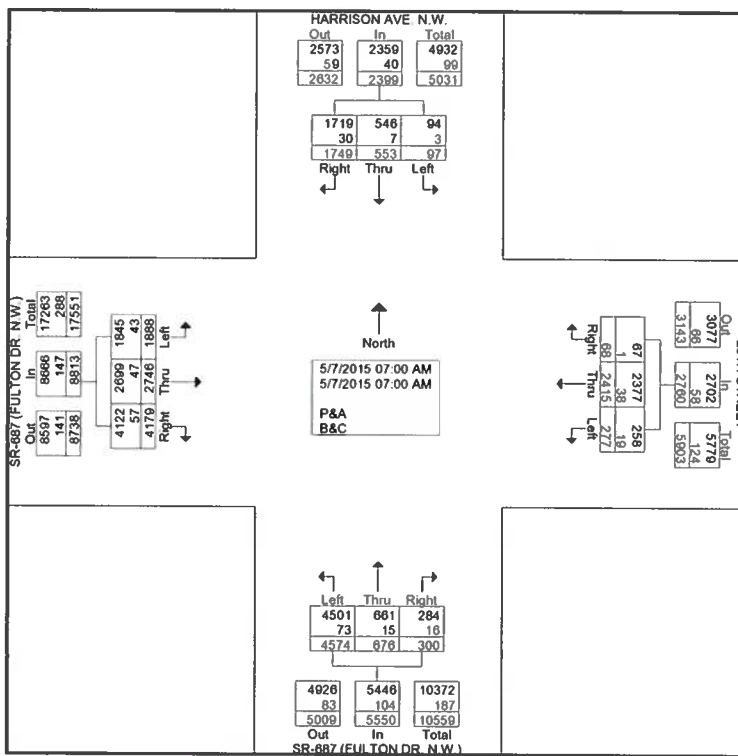 HARRISON AVE. N.W.
Out In Total
2573 2359 4932
59 40 99
2632 2399 5031
1719 546 94
30 7 3
1749 553 97
Right Thru Left
SR-687 (FULTON DR. N.W.)
Total In Out
17263 8666 8597
288 147 141
17551 8813 8738
1845 2699 4122
43 47 57
1888 2746 4179
Left Thru Right
North
5/7/2015 07:00 AM
5/7/2015 07:00 AM
P&A
B&C
Right Thru Left
68 2415 277
1 38 19
67 2377 258
Out In Total
3077 2702 5779
66 58 124
3143 2760 5903
Left Thru Right
4501 661 284
73 15 16
4574 676 300
4926 5446 10372
83 104 187
5009 5550 10559
Out In Total
SR-687 (FULTON DR. N.W.)